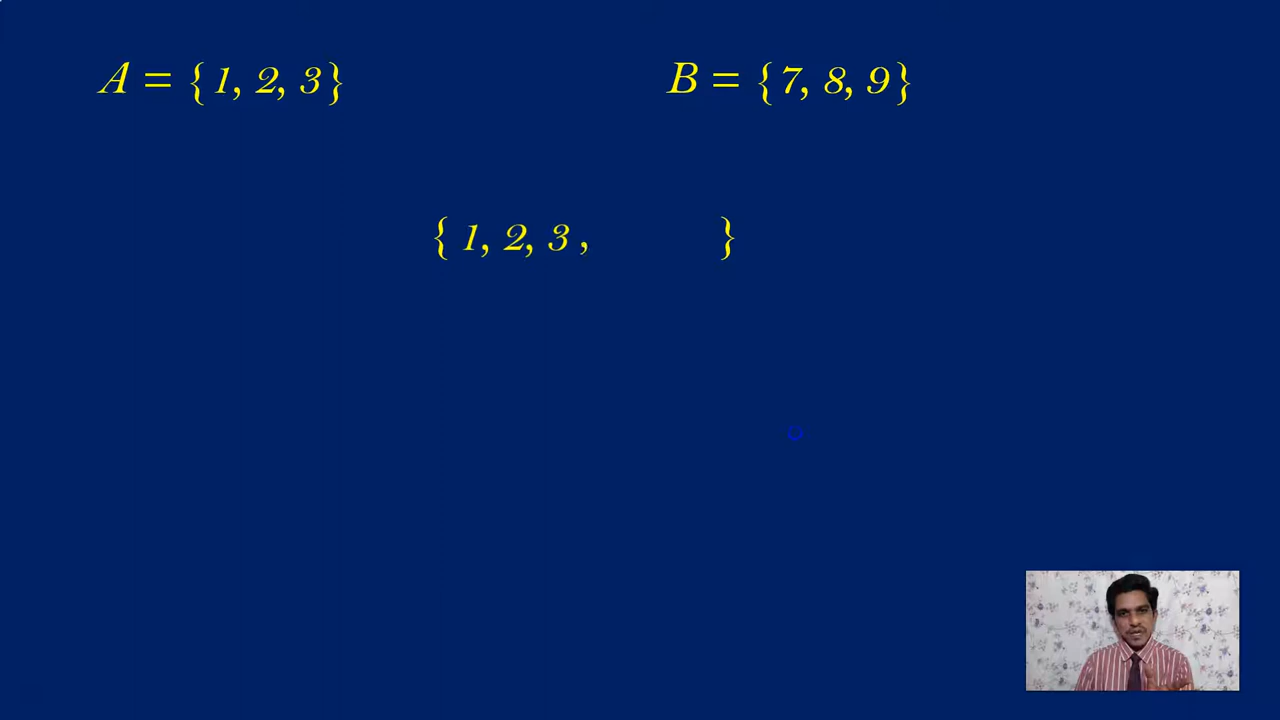 A = {1, 2, 3} B = {7, 8, 9}
{ 1, 2, 3 , }